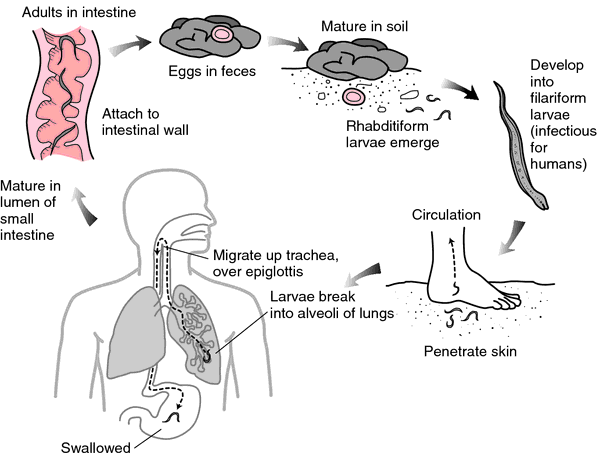 Adults in intestine
Eggs in feces
Mature in soil
Attach to
intestinal wall
Rhabditiform
larvae emerge
Develop
into
filariform
larvae
(infectious
for
humans)
Circulation
Penetrate skin
Larvae break
into alveoli of lungs
Migrate up trachea,
over epiglottis
Swallowed
Mature in
lumen of
small
intestine